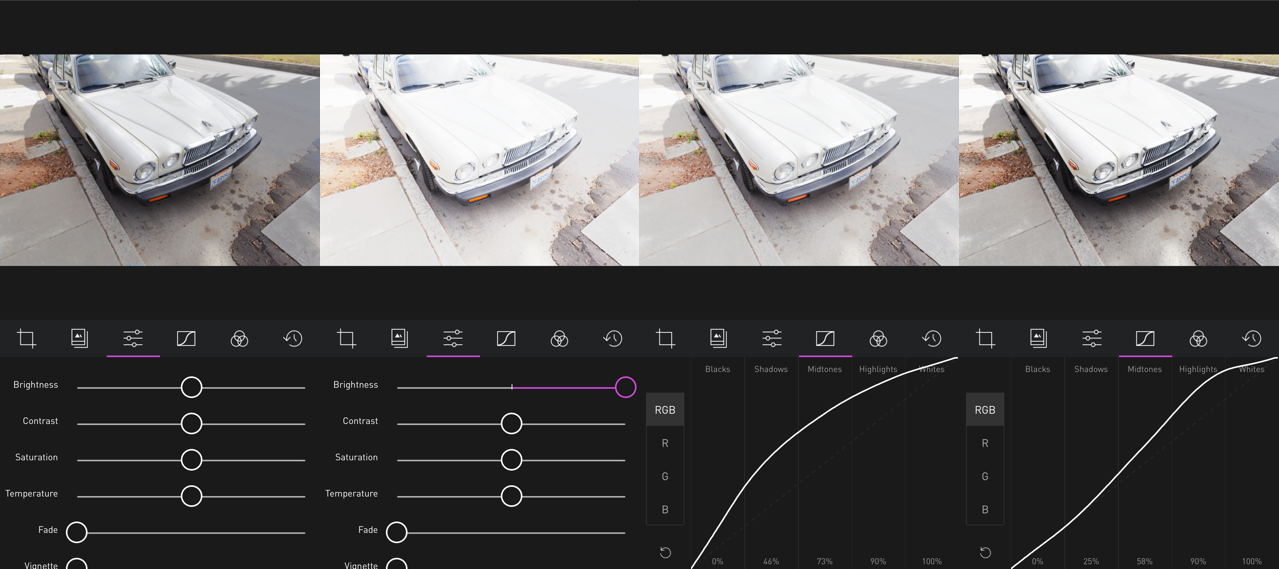 Brightness
Contrast
Saturation
Temperature
Fade
Vignette
Brightness
Contrast
Saturation
Temperature
Fade
Vignette
Blacks Shadows Midtones Highlights Whites
RGB
R
G
B
0% 46% 73% 90% 100%
Blacks Shadows Midtones Highlights Whites
RGB
R
G
B
0% 25% 58% 90% 100%